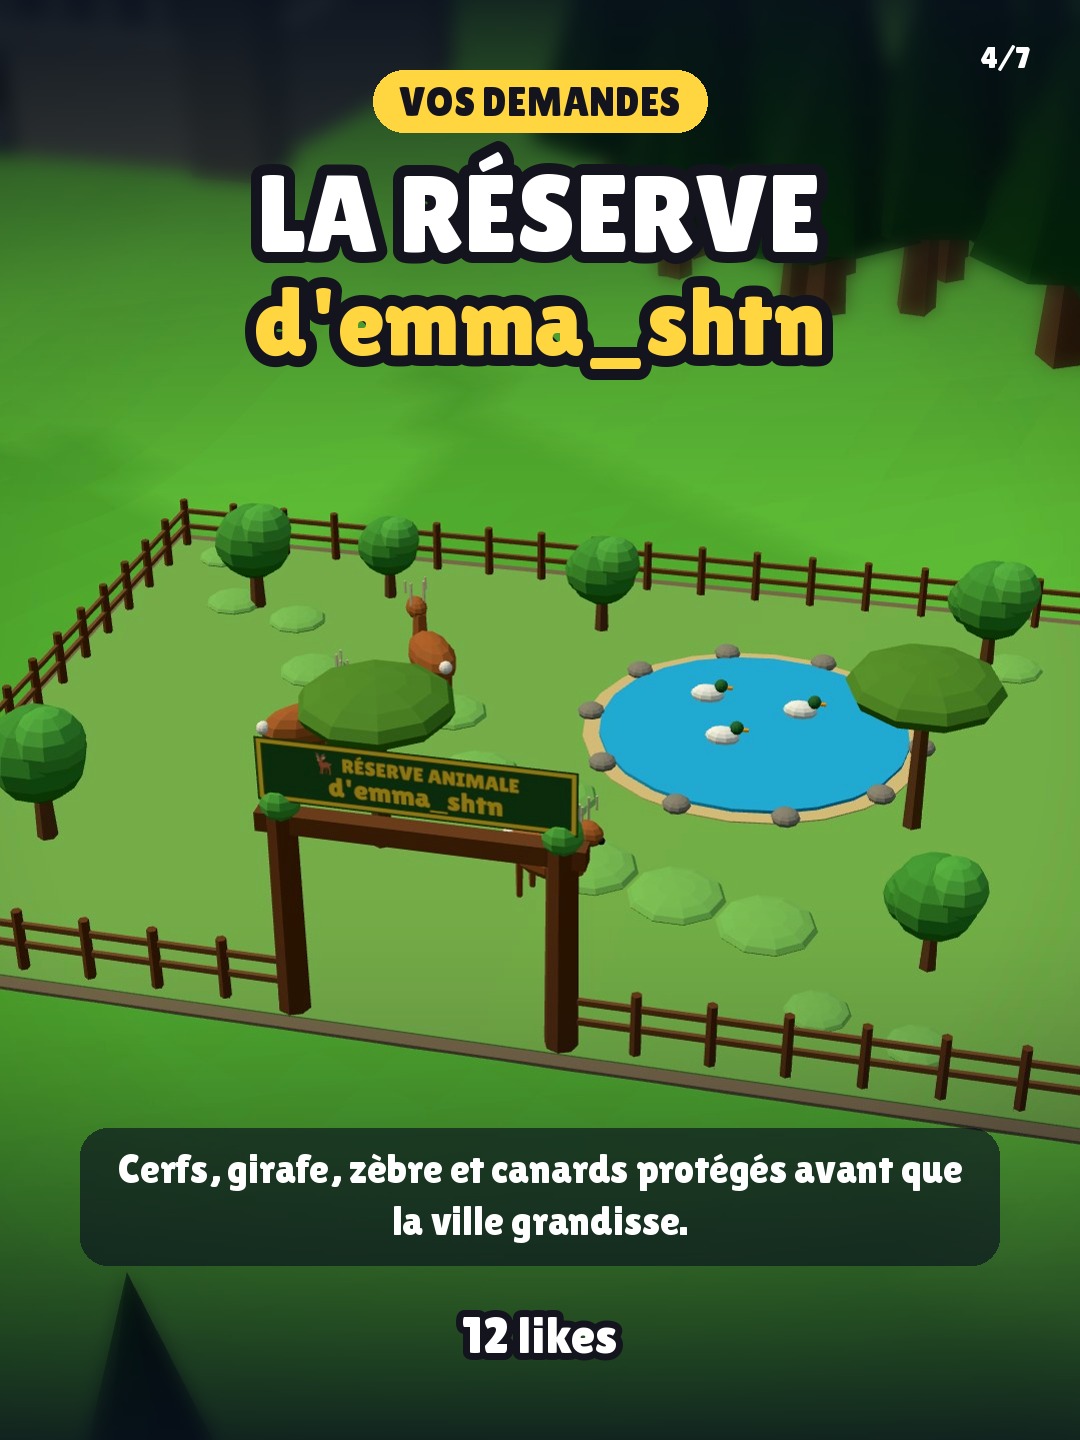 4/7
VOS DEMANDES
LA RÉSERVE
d'emma_shtn
RÉSERVE ANIMALE
d'emma_shtn
Cerfs, girafe, zèbre et canards protégés avant que
la ville grandisse.
12 likes